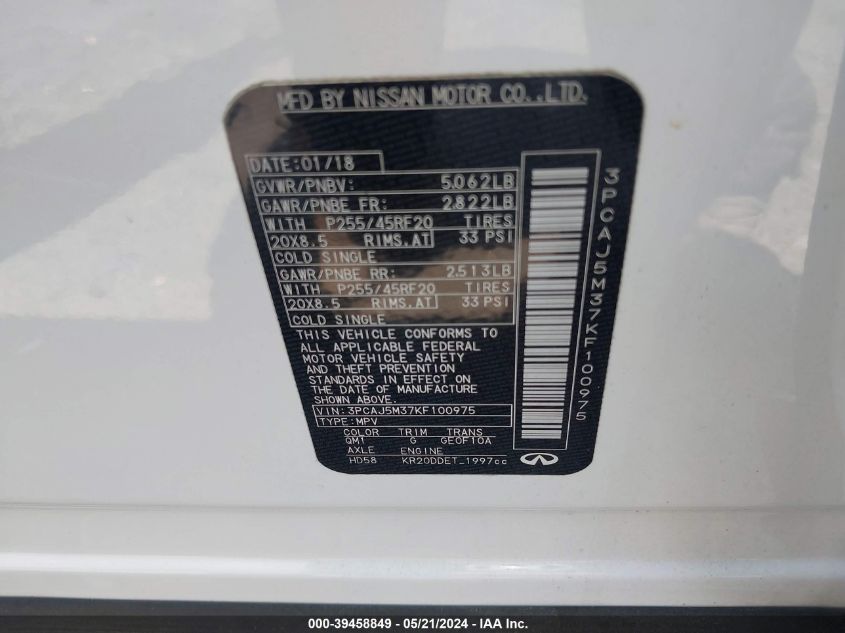 MFD BY NISSAN MOTOR CO.,LTD.
DATE:01/18
GVWR/PNBV: 5,062LB
GAWR/PNBE FR: 2,822LB
WITH P255/45RF20 TIRES
20X8.5 RIMS.AT 33 PSI
COLD SINGLE
GAWR/PNBE RR: 2,513LB
WITH P255/45RF20 TIRES
20X8.5 RIMS.AT 33 PSI
COLD SINGLE
THIS VEHICLE CONFORMS TO
ALL APPLICABLE FEDERAL
MOTOR VEHICLE SAFETY
AND THEFT PREVENTION
STANDARDS IN EFFECT ON
THE DATE OF MANUFACTURE
SHOWN ABOVE.
VIN:3PCAJ5M37KF100975
TYPE:MPV
COLOR TRIM TRANS
QM1 G GE0F10A
AXLE ENGINE
HD58 KR20DDET_1997cc
3PCAJ5M37KF100975
000-39458849 - 05/21/2024 - IAA Inc.